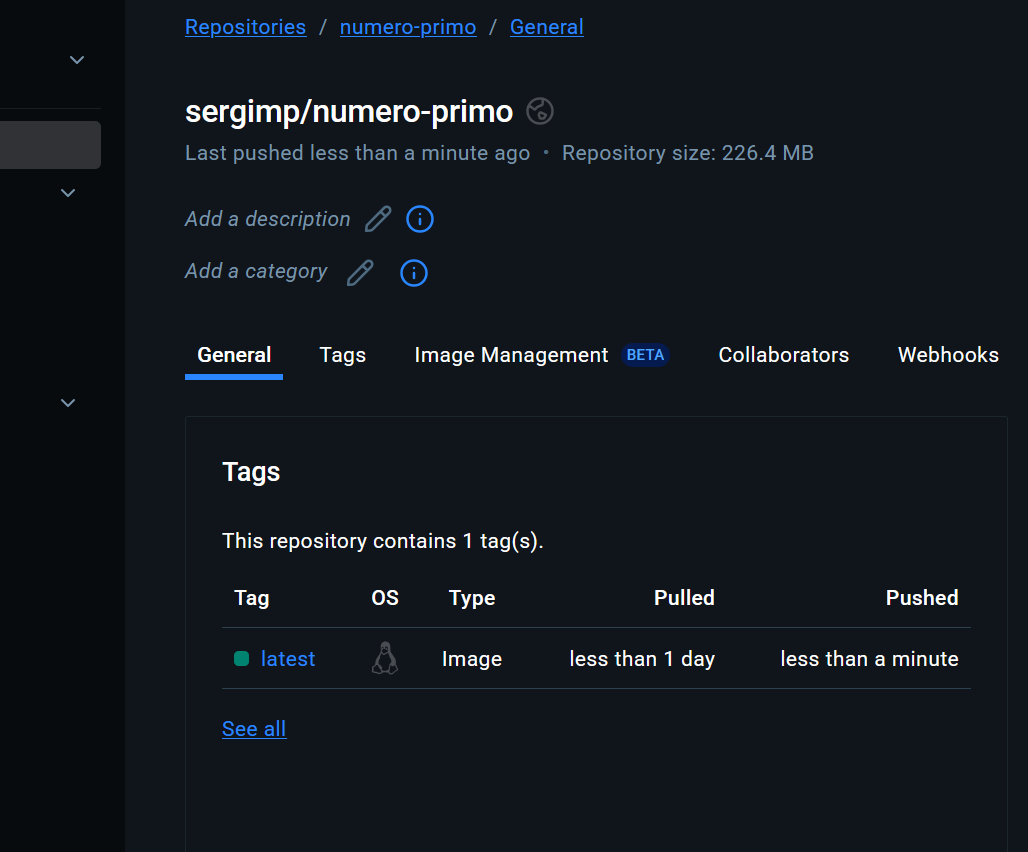 Repositories / numero-primo / General
sergimp/numero-primo
Last pushed less than a minute ago • Repository size: 226.4 MB
Add a description
Add a category
General Tags Image Management BETA Collaborators Webhooks
Tags
This repository contains 1 tag(s).
Tag OS Type Pulled Pushed
latest Image less than 1 day less than a minute
See all